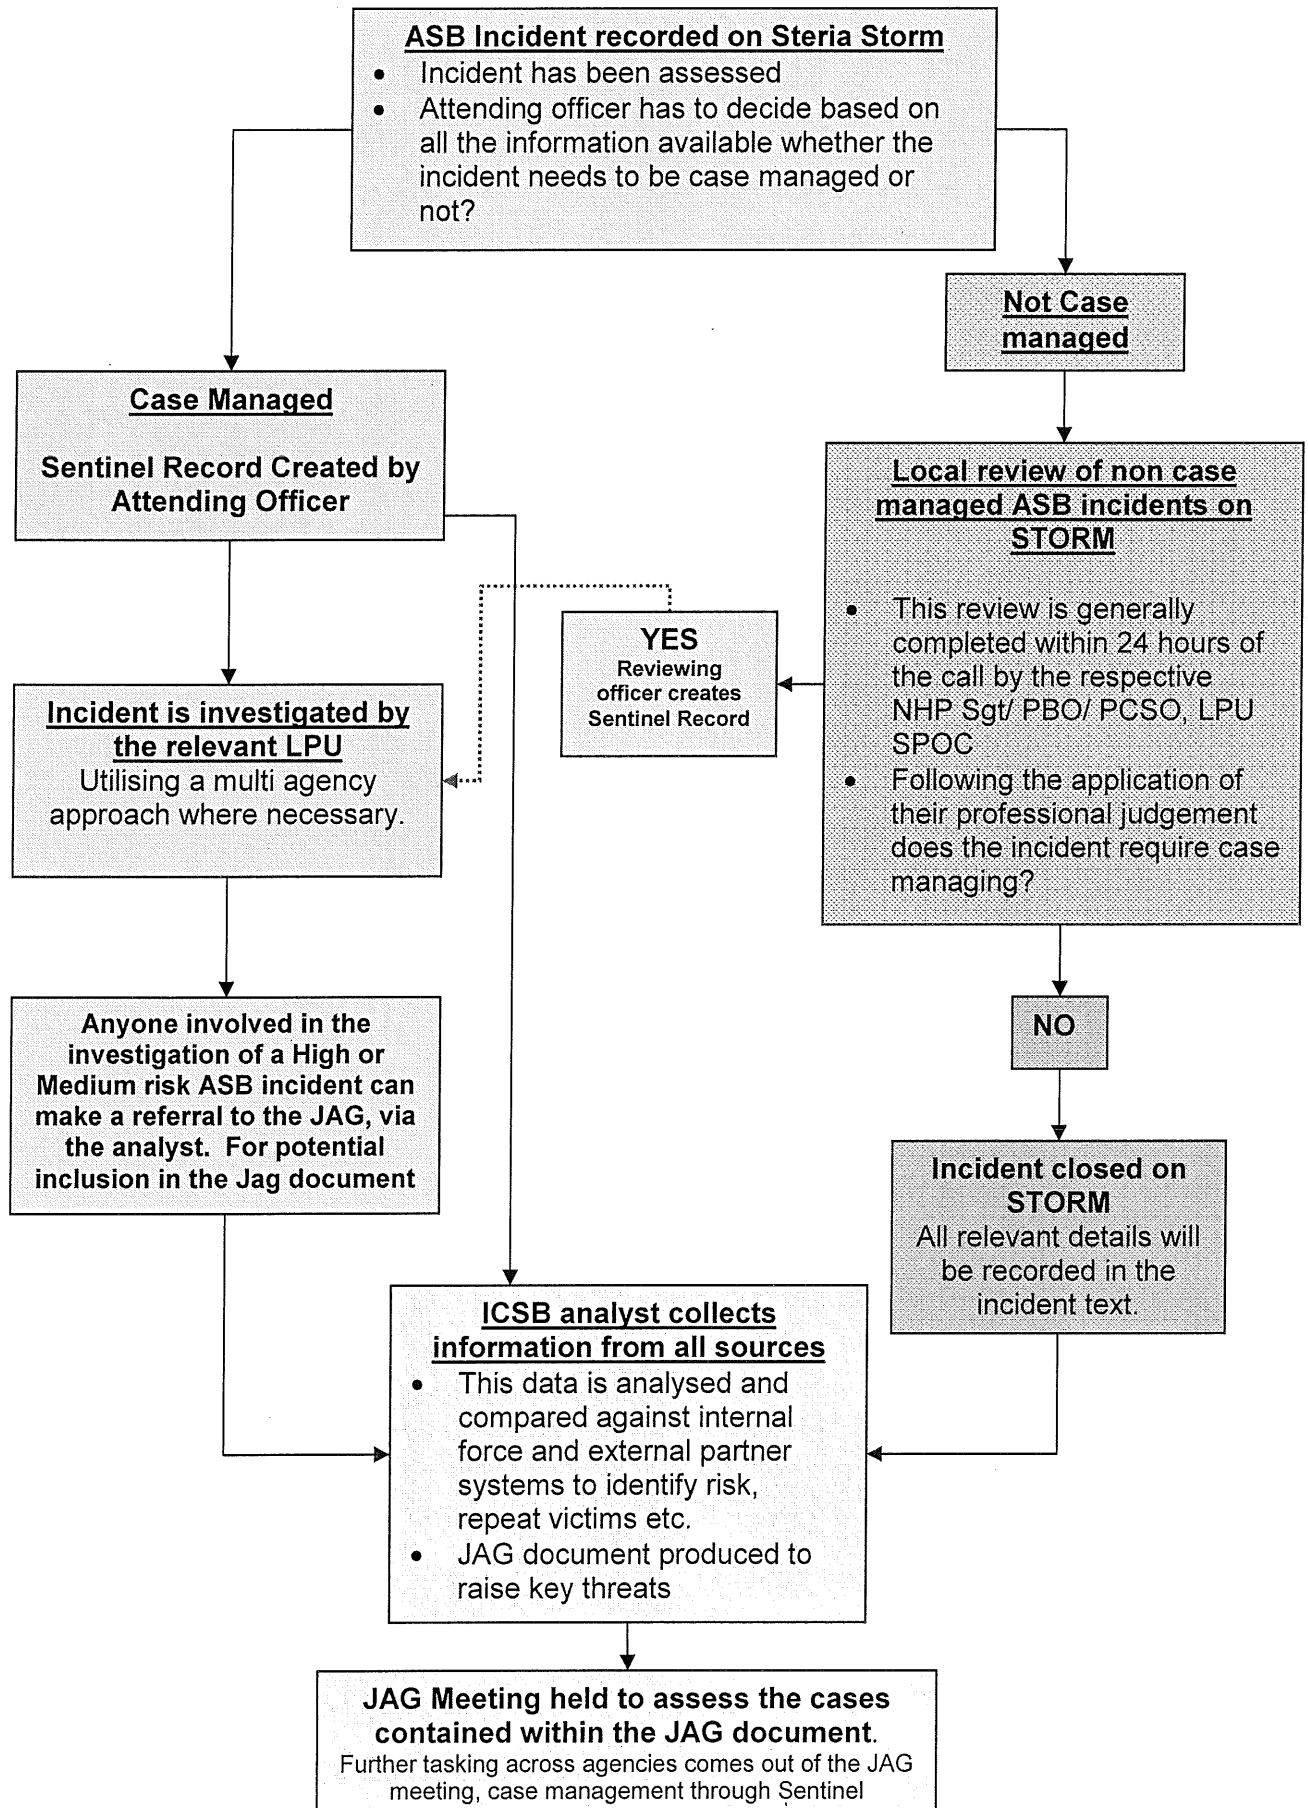 ASB Incident recorded on Steria Storm
• Incident has been assessed
• Attending officer has to decide based on
all the information available whether the
incident needs to be case managed or
not?
Not Case
managed
Case Managed
Sentinel Record Created by
Attending Officer
Local review of non case
managed ASB incidents on
STORM
• This review is generally
completed within 24 hours of
the call by the respective
NHP Sgt/ PBO/ PCSO, LPU
SPOC
• Following the application of
their professional judgement
does the incident require case
managing?
YES
Reviewing
officer creates
Sentinel Record
Incident is investigated by
the relevant LPU
Utilising a multi agency
approach where necessary.
NO
Anyone involved in the
investigation of a High or
Medium risk ASB incident can
make a referral to the JAG, via
the analyst. For potential
inclusion in the Jag document
Incident closed on
STORM
All relevant details will
be recorded in the
incident text.
ICSB analyst collects
information from all sources
• This data is analysed and
compared against internal
force and external partner
systems to identify risk,
repeat victims etc.
• JAG document produced to
raise key threats
JAG Meeting held to assess the cases
contained within the JAG document.
Further tasking across agencies comes out of the JAG
meeting, case management through Sentinel